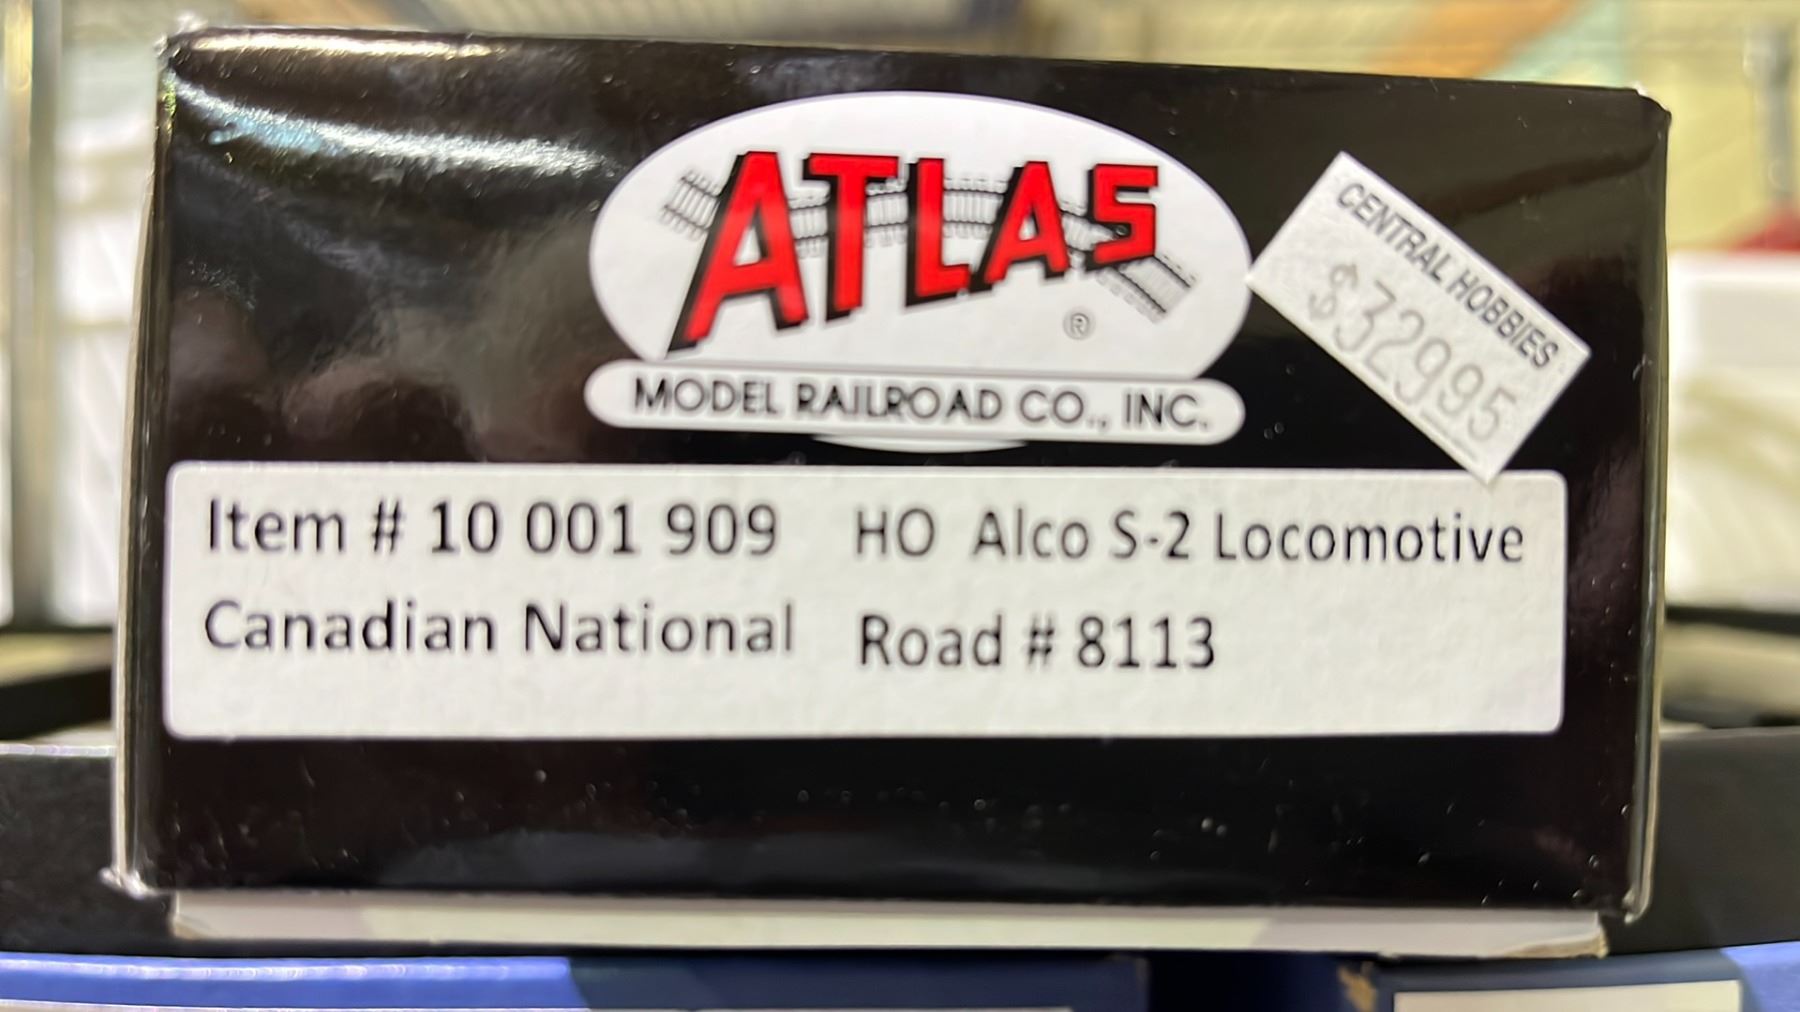 ATLAS
®
MODEL RAILROAD CO., INC.
CENTRAL HOBBIES
$32995
Item # 10 001 909 HO Alco S-2 Locomotive
Canadian National Road # 8113